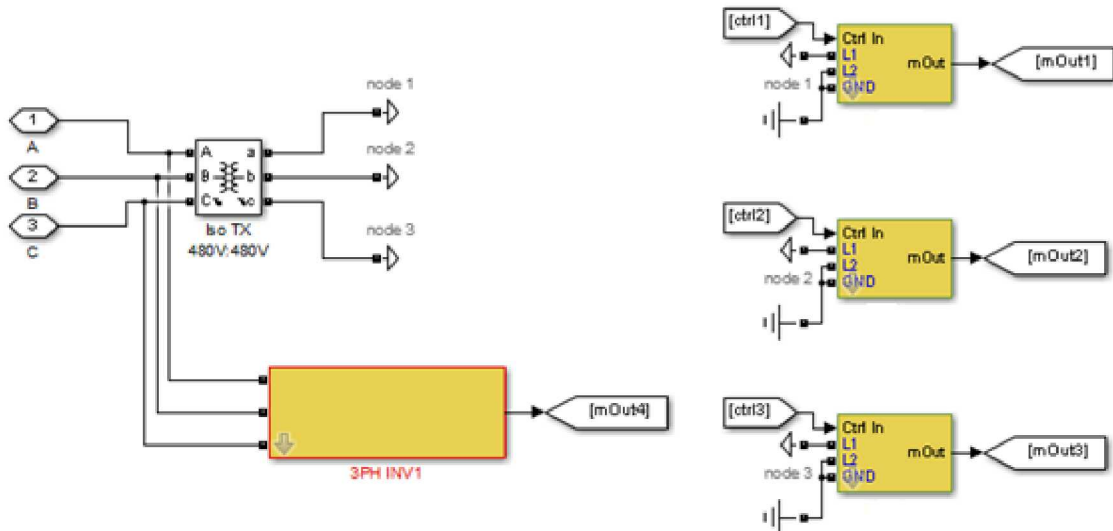 1
A
2
B
3
C
A
B
C
a
b
c
Iso TX
480V:480V
node 1
node 2
node 3
3PH INV1
[mOut4]
[ctrl1]
Ctrl In
L1
L2
GND
mOut
node 1
[mOut1]
[ctrl2]
Ctrl In
L1
L2
GND
mOut
node 2
[mOut2]
[ctrl3]
Ctrl In
L1
L2
GND
mOut
node 3
[mOut3]